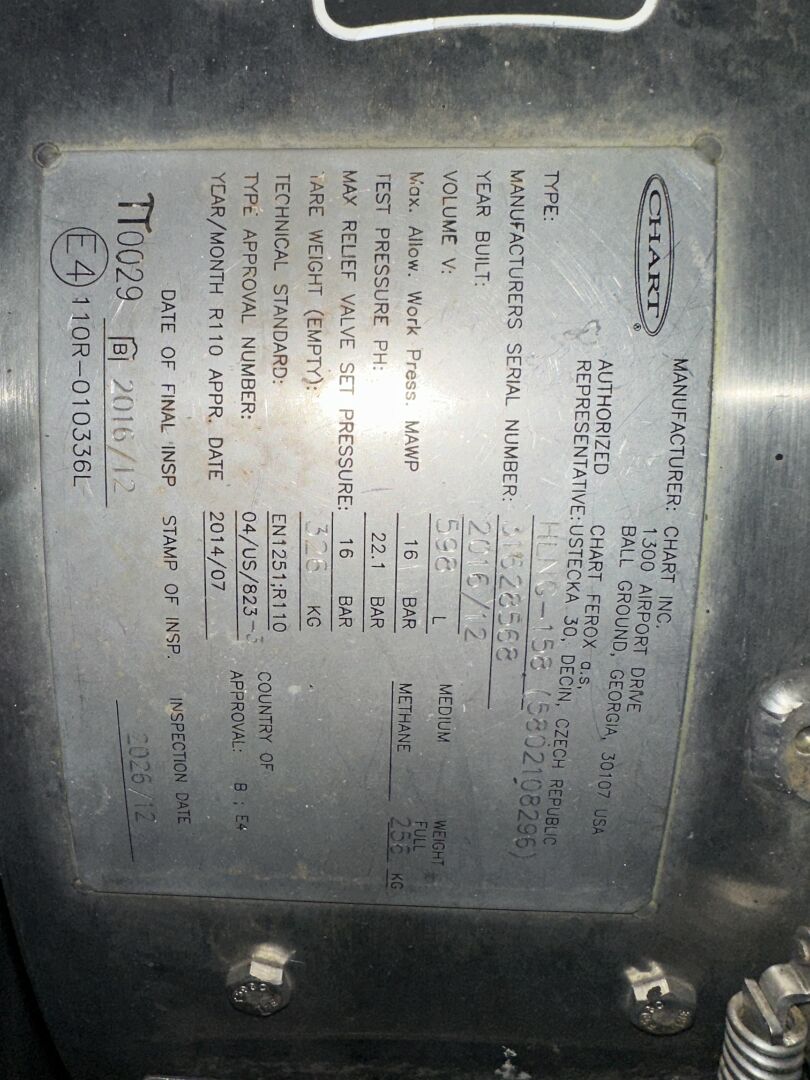 CHART®
MANUFACTURER: CHART INC.
1300 AIRPORT DRIVE
BALL GROUND, GEORGIA, 30107 USA
AUTHORIZED CHART FEROX a.s,
REPRESENTATIVE: USTECKA 30, DECIN, CZECH REPUBLIC
TYPE: HLNG-158 (5802108296)
MANUFACTURERS SERIAL NUMBER: 31628568
YEAR BUILT: 2016/12
VOLUME V: 598 L MEDIUM WEIGHT FULL
Max. Allow. Work Press. MAWP 16 BAR METHANE 256 KG
TEST PRESSURE PH: 22.1 BAR
MAX RELIEF VALVE SET PRESSURE: 16 BAR
TARE WEIGHT (EMPTY): 326 KG
TECHNICAL STANDARD: EN1251;R110
TYPE APPROVAL NUMBER: 04/US/823-3 COUNTRY OF APPROVAL: B ; E4
YEAR/MONTH R110 APPR. DATE 2014/07
DATE OF FINAL INSP STAMP OF INSP. INSPECTION DATE
0029 B 2016/12 2026/12
E4 110R-010336L